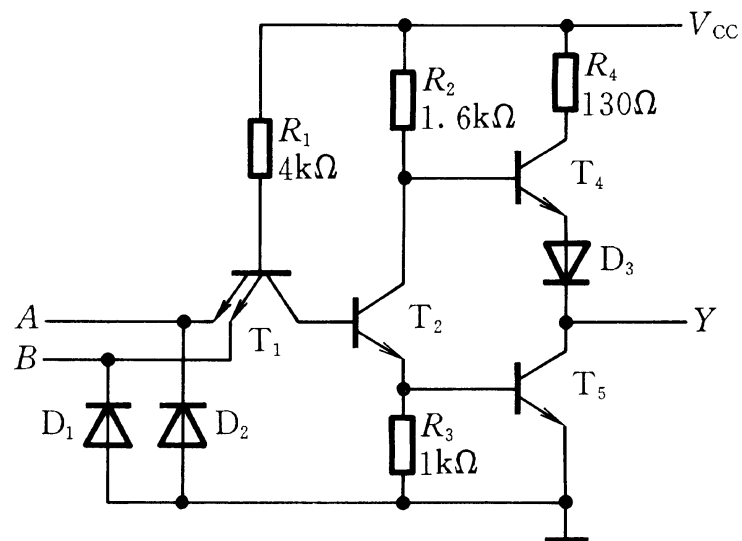 V_CC
R₂
1.6kΩ
R₄
130Ω
R₁
4kΩ
T₄
D₃
A
T₁
T₂
Y
B
T₅
D₁
D₂
R₃
1kΩ